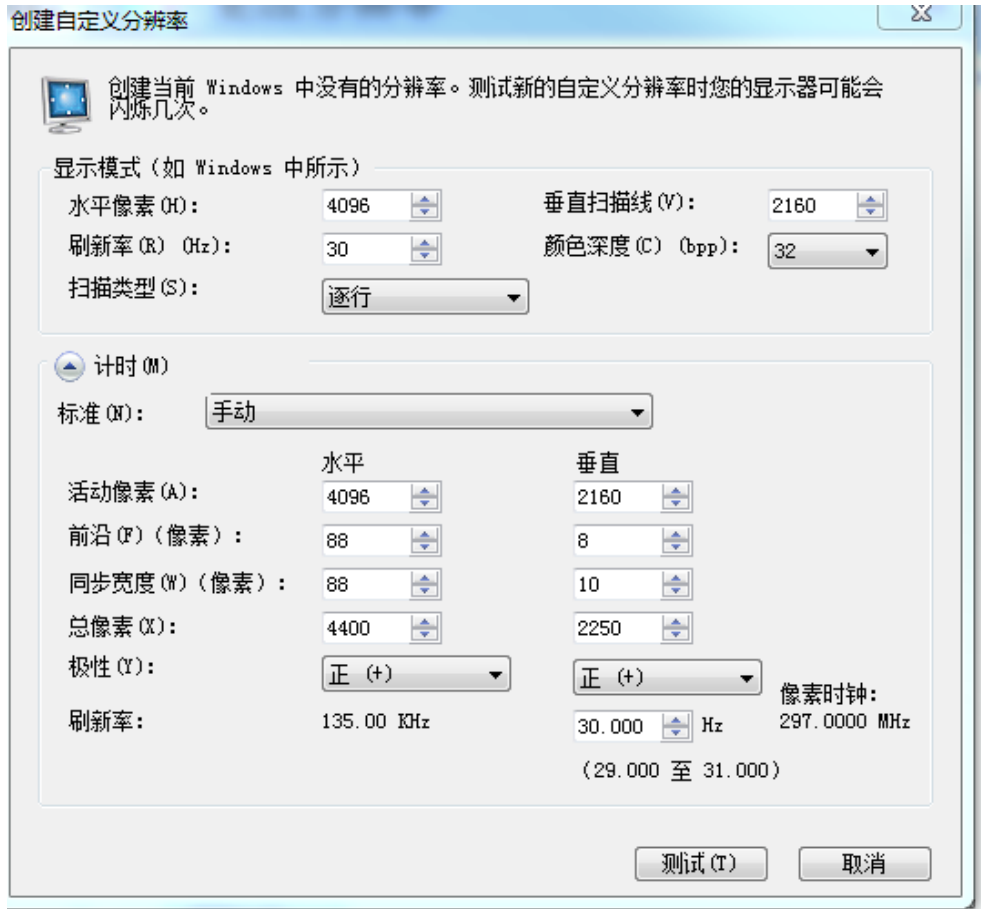 创建自定义分辨率
创建当前 Windows 中没有的分辨率。测试新的自定义分辨率时您的显示器可能会
闪烁几次。
显示模式(如 Windows 中所示)
水平像素(H): 4096 垂直扫描线(V): 2160
刷新率(R) (Hz): 30 颜色深度(C) (bpp): 32
扫描类型(S): 逐行
计时(M)
标准(N): 手动
水平 垂直
活动像素(A): 4096 2160
前沿(F)(像素): 88 8
同步宽度(W)(像素): 88 10
总像素(X): 4400 2250
极性(Y): 正 (+) 正 (+)
像素时钟:
刷新率: 135.00 KHz 30.000 Hz 297.0000 MHz
(29.000 至 31.000)
测试(T) 取消